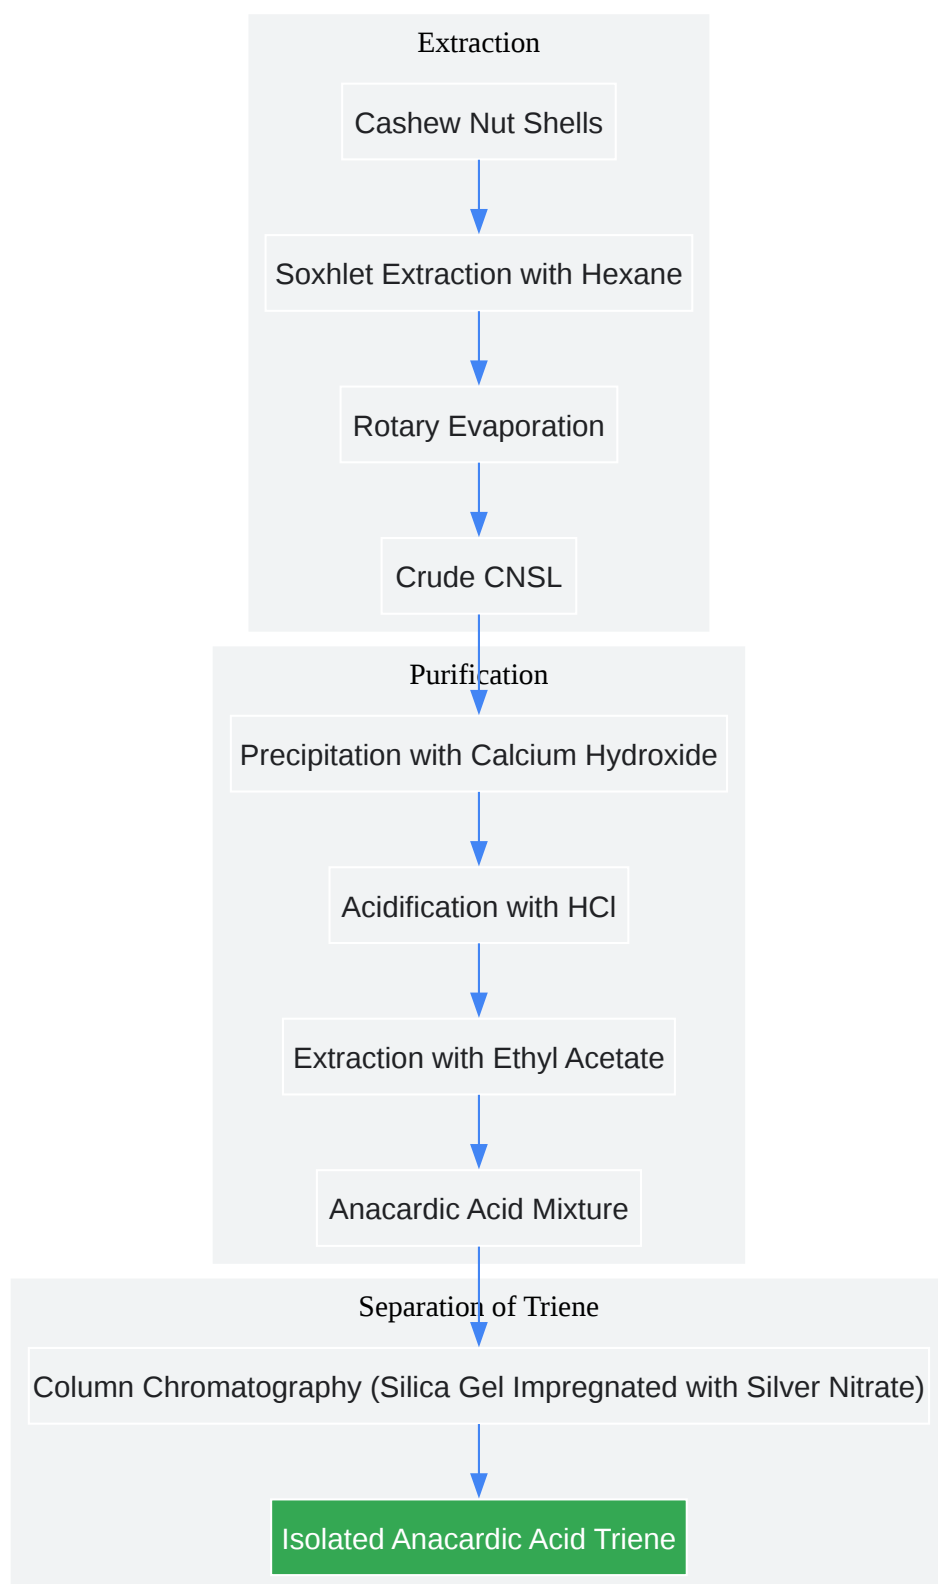 Extraction
Cashew Nut Shells
Soxhlet Extraction with Hexane
Rotary Evaporation
Crude CNSL
Purification
Precipitation with Calcium Hydroxide
Acidification with HCl
Extraction with Ethyl Acetate
Anacardic Acid Mixture
Separation of Triene
Column Chromatography (Silica Gel Impregnated with Silver Nitrate)
Isolated Anacardic Acid Triene